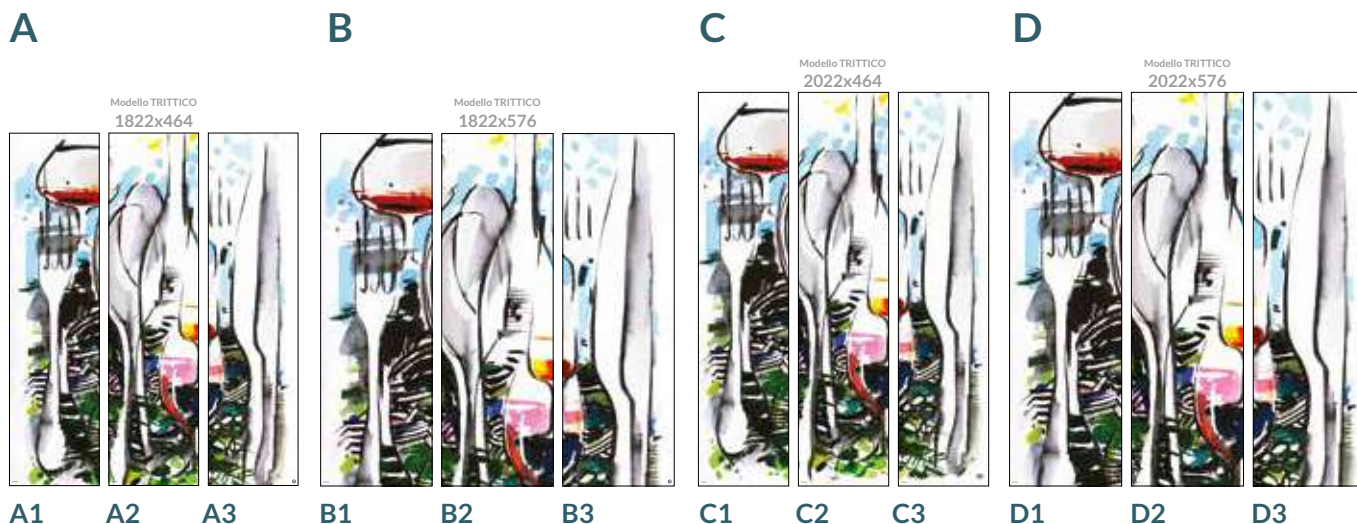 A
B
C
D
Modello TRITTICO
2022x464
Modello TRITTICO
2022x576
Modello TRITTICO
1822x464
Modello TRITTICO
1822x576
A1
A2
A3
B1
B2
B3
C1
C2
C3
D1
D2
D3